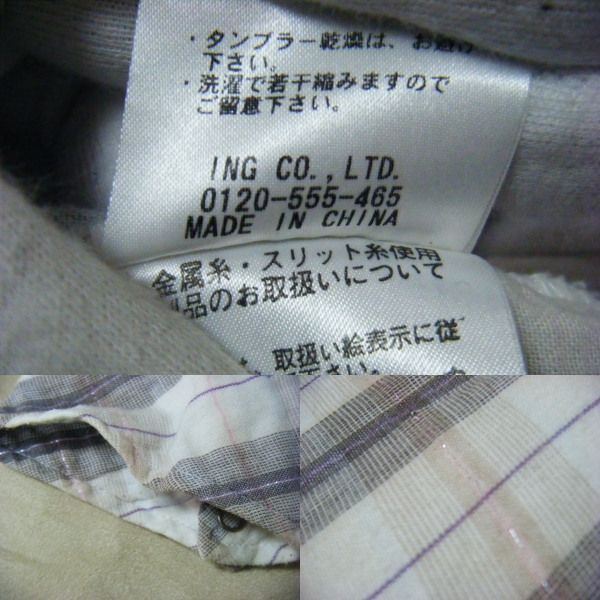 ・タンブラー乾燥は、お避け
下さい。
・洗濯で若干縮みますので
ご留意下さい。
ING CO.,LTD.
0120-555-465
MADE IN CHINA
金属糸・スリット糸使用
品のお取扱いについて
取扱い絵表示に従
下さい。